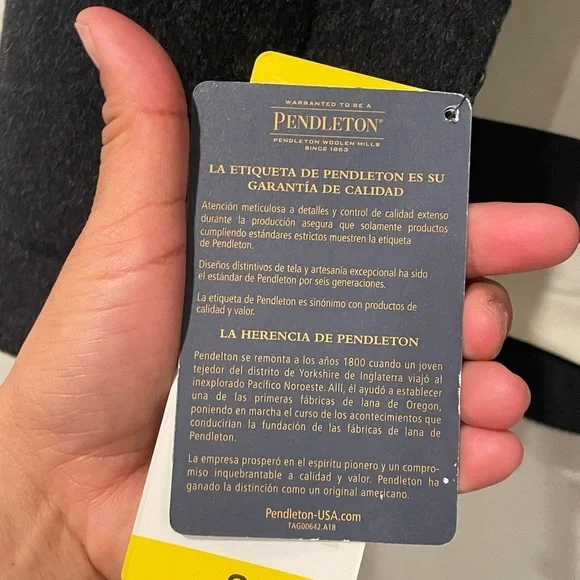 WARRANTED TO BE A
PENDLETON®
PENDLETON WOOLEN MILLS
SINCE 1863
LA ETIQUETA DE PENDLETON ES SU
GARANTÍA DE CALIDAD
Atención meticulosa a detalles y control de calidad extenso
durante la producción asegura que solamente productos
cumpliendo estándares estrictos muestren la etiqueta
de Pendleton.
Diseños distintivos de tela y artesanía excepcional ha sido
el estándar de Pendleton por seis generaciones.
La etiqueta de Pendleton es sinónimo con productos de
calidad y valor.
LA HERENCIA DE PENDLETON
Pendelton se remonta a los años 1800 cuando un joven
tejedor del distrito de Yorkshire de Inglaterra viajó al
inexplorado Pacífico Noroeste. Allí, él ayudó a establecer
una de las primeras fábricas de lana de Oregon,
poniendo en marcha el curso de los acontecimientos que
conducirían la fundación de las fábricas de lana de
Pendleton.
La empresa prosperó en el espíritu pionero y un compro-
miso inquebrantable a calidad y valor. Pendleton ha
ganado la distinción como un original americano.
Pendleton-USA.com
TAG00642.A18